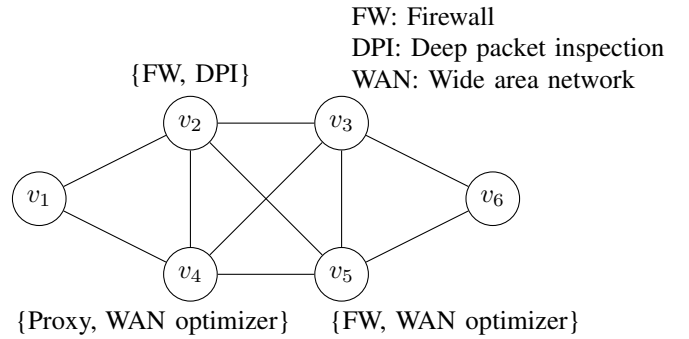 FW: Firewall
DPI: Deep packet inspection
WAN: Wide area network
{FW, DPI}
v2
v3
v1
v6
v4
v5
{Proxy, WAN optimizer}
{FW, WAN optimizer}